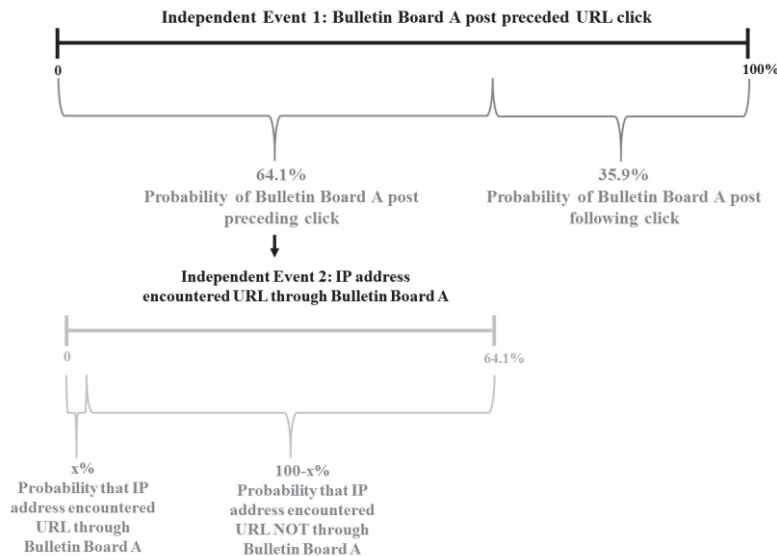 Independent Event 1: Bulletin Board A post preceded URL click
0
100%
64.1%
Probability of Bulletin Board A post
preceding click
35.9%
Probability of Bulletin Board A post
following click
Independent Event 2: IP address
encountered URL through Bulletin Board A
0
64.1%
x%
Probability that IP
address encountered
URL through
Bulletin Board A
100-x%
Probability that IP
address encountered
URL NOT through
Bulletin Board A